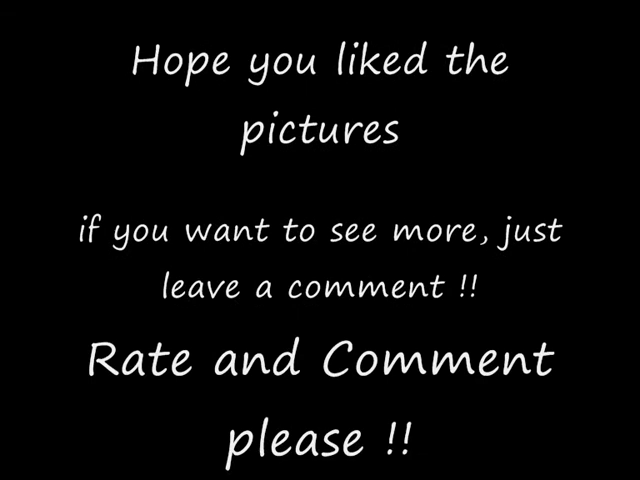 Hope you liked the
pictures
if you want to see more, just
leave a comment !!
Rate and Comment
please !!